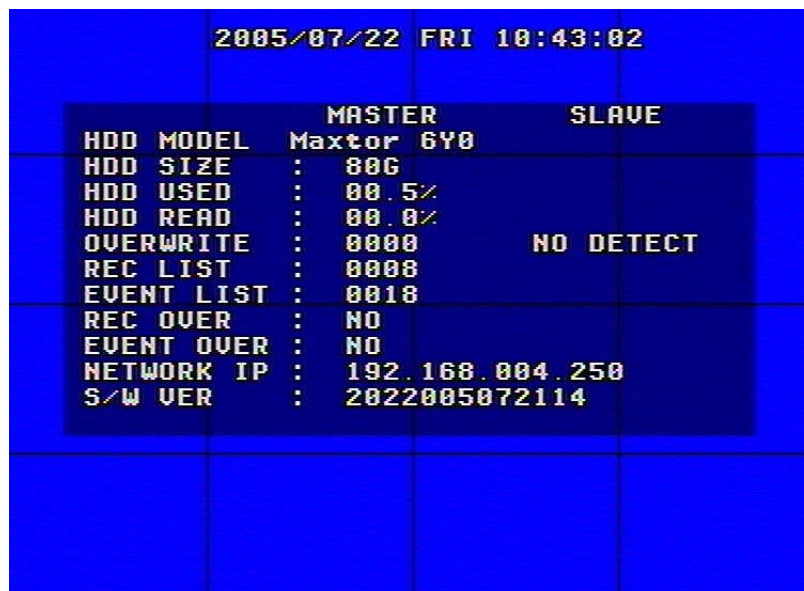 2005/07/22 FRI 10:43:02
MASTER SLAVE
HDD MODEL Maxtor 6Y0
HDD SIZE : 80G
HDD USED : 00.5%
HDD READ : 00.0%
OVERWRITE : 0000 NO DETECT
REC LIST : 0008
EVENT LIST : 0018
REC OVER : NO
EVENT OVER : NO
NETWORK IP : 192.168.004.250
S/W VER : 2022005072114